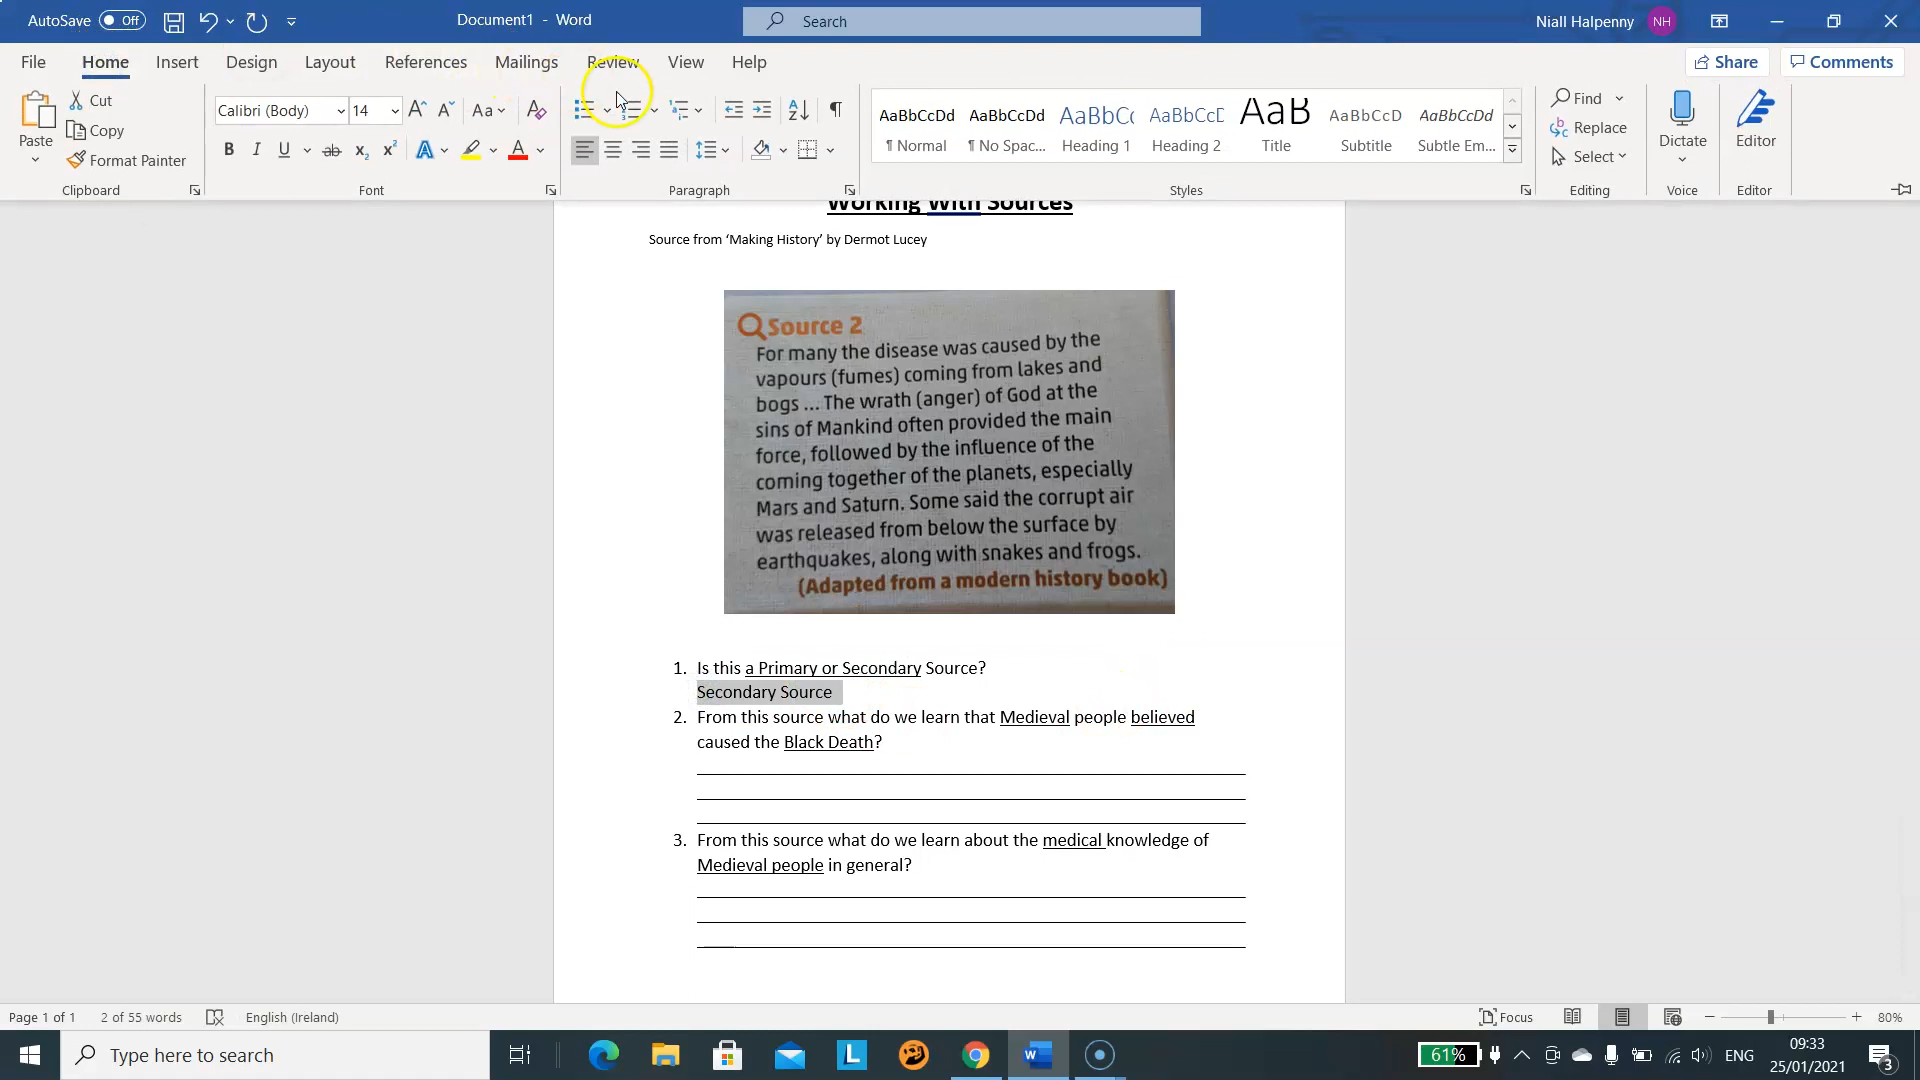 AutoSave Off
Document1 - Word
Search
Niall Halpenny NH
File Home Insert Design Layout References Mailings Review View Help
Share Comments
Paste
Cut
Copy
Format Painter
Clipboard
Calibri (Body) 14
Aa
B I U ab x₂ x² A A
Font
Paragraph
AaBbCcDd AaBbCcDd AaBbCc AaBbCcD AaB AaBbCcD AaBbCcDd
¶ Normal ¶ No Spac... Heading 1 Heading 2 Title Subtitle Subtle Em...
Styles
Find
Replace
Select
Editing
Dictate
Voice
Editor
Editor
Working With Sources
Source from ‘Making History’ by Dermot Lucey
Source 2
For many the disease was caused by the
vapours (fumes) coming from lakes and
bogs ... The wrath (anger) of God at the
sins of Mankind often provided the main
force, followed by the influence of the
coming together of the planets, especially
Mars and Saturn. Some said the corrupt air
was released from below the surface by
earthquakes, along with snakes and frogs.
(Adapted from a modern history book)
1. Is this a Primary or Secondary Source?
Secondary Source
2. From this source what do we learn that Medieval people believed
caused the Black Death?
3. From this source what do we learn about the medical knowledge of
Medieval people in general?
Page 1 of 1 2 of 55 words English (Ireland)
Focus
80%
Type here to search
61%
ENG
09:33
25/01/2021
3